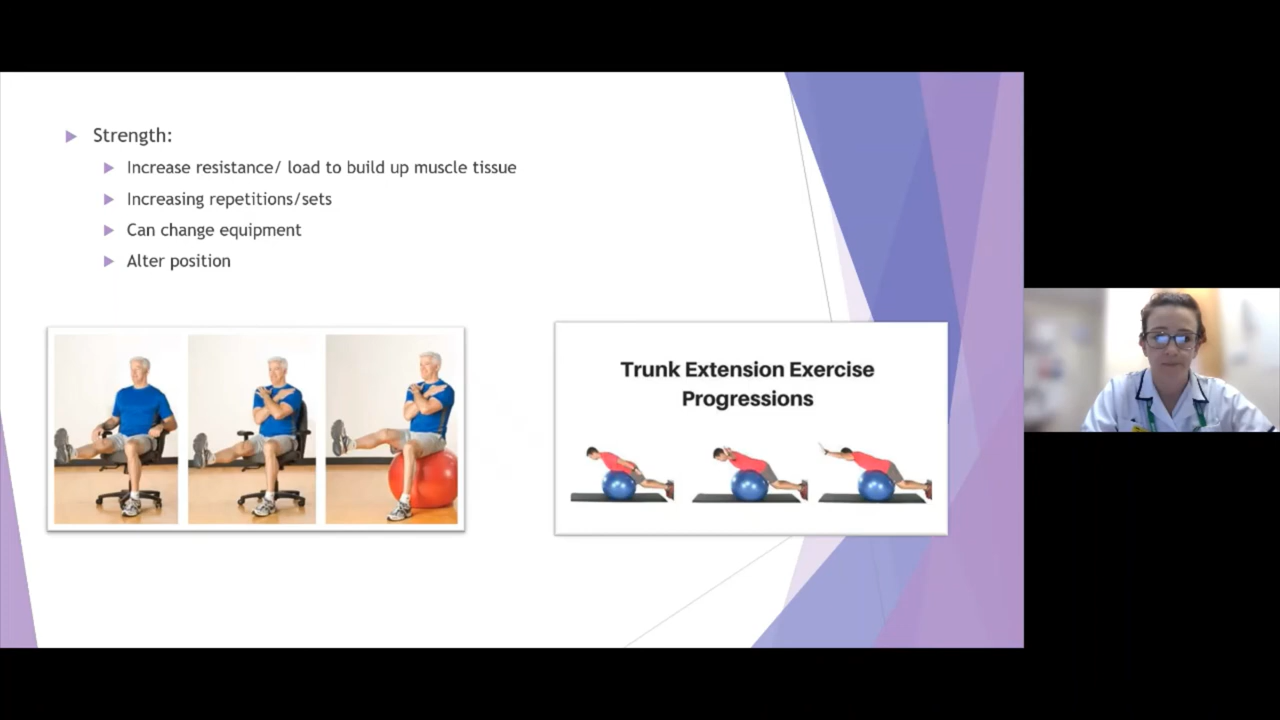 Strength:
Increase resistance/ load to build up muscle tissue
Increasing repetitions/sets
Can change equipment
Alter position
Trunk Extension Exercise
Progressions